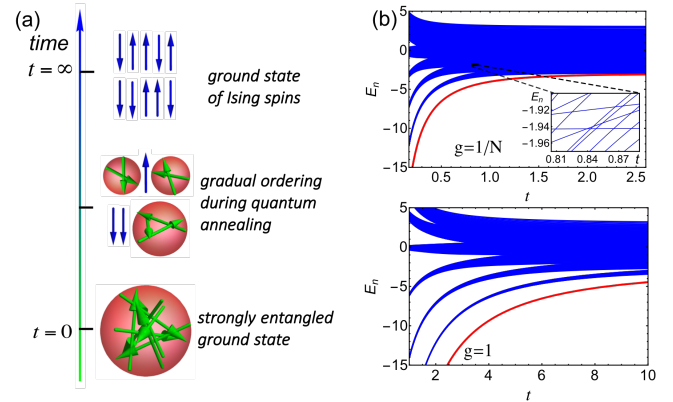 (a)
time
t=∞
ground state
of Ising spins
gradual ordering
during quantum
annealing
t=0
strongly entangled
ground state
(b)
5
0
-5
-10
-15
E_n
g=1/N
0.5 1.0 1.5 2.0 2.5
t
E_n
-1.92
-1.94
-1.96
0.81 0.84 0.87 t
5
0
-5
-10
-15
E_n
g=1
2 4 6 8 10
t